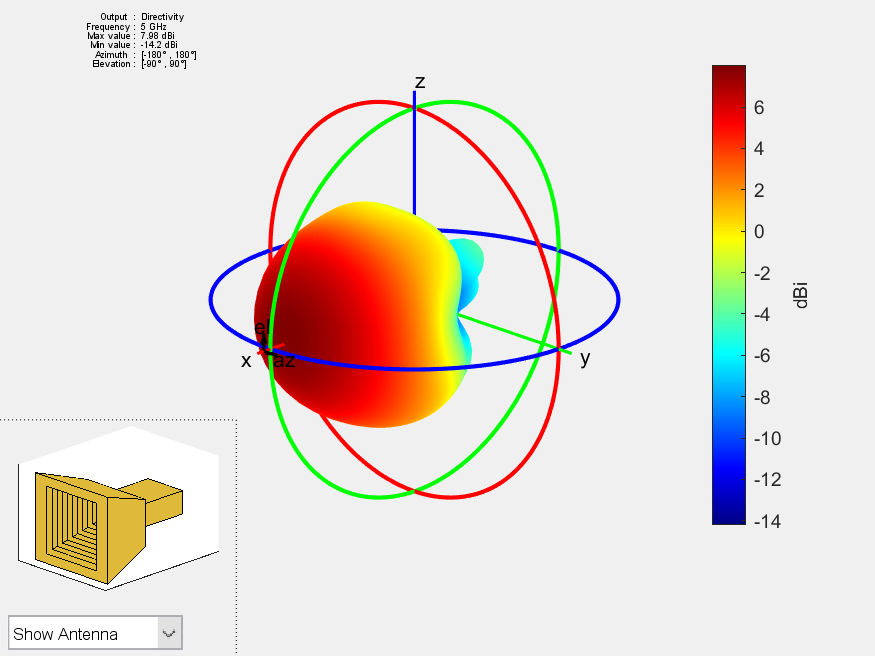 Output : Directivity
Frequency : 5 GHz
Max value : 7.98 dBi
Min value : -14.2 dBi
Azimuth : [-180° , 180°]
Elevation : [-90° , 90°]
z
el
x
az
y
6
4
2
0
-2
-4
-6
-8
-10
-12
-14
dBi
Show Antenna